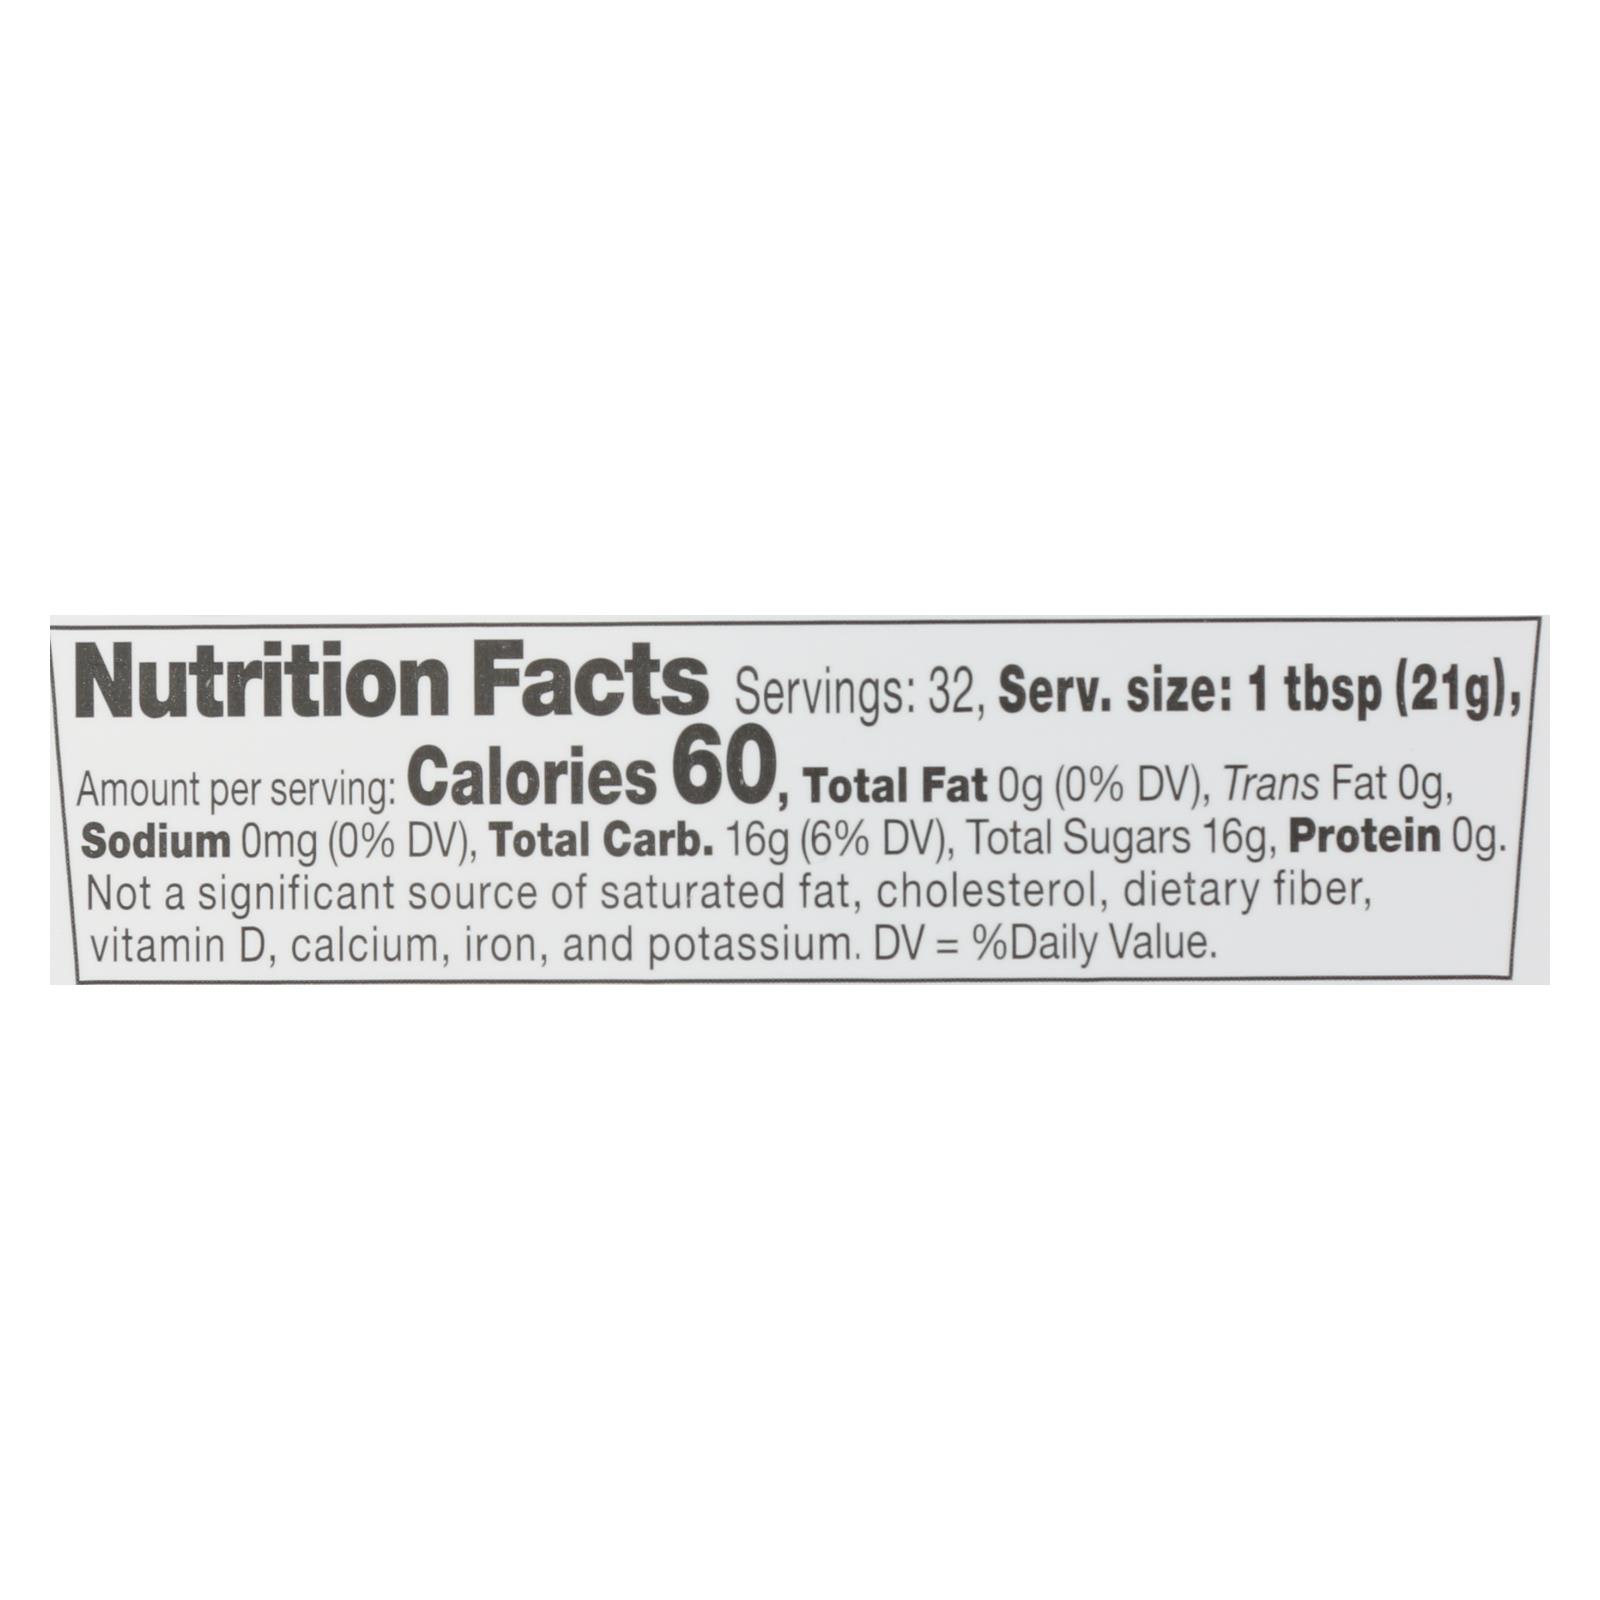 Nutrition Facts Servings: 32, Serv. size: 1 tbsp (21g),
Amount per serving: Calories 60, Total Fat 0g (0% DV), Trans Fat 0g,
Sodium 0mg (0% DV), Total Carb. 16g (6% DV), Total Sugars 16g, Protein 0g.
Not a significant source of saturated fat, cholesterol, dietary fiber,
vitamin D, calcium, iron, and potassium. DV = %Daily Value.